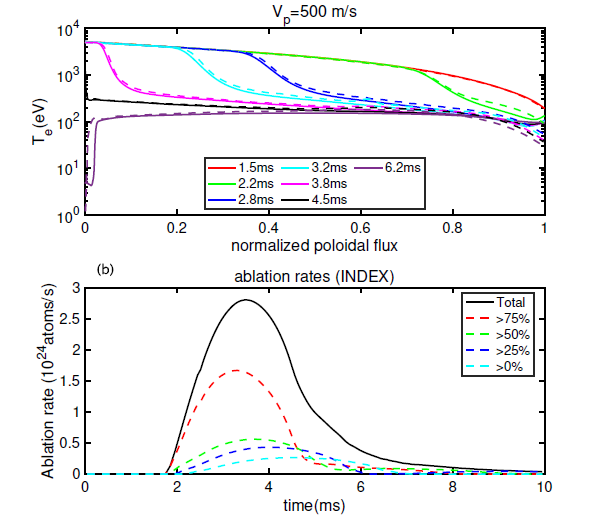 V_p=500 m/s
T_e (eV)
10^4
10^3
10^2
10^1
10^0
1.5ms 3.2ms 6.2ms
2.2ms 3.8ms
2.8ms 4.5ms
0 0.2 0.4 0.6 0.8 1
normalized poloidal flux
(b)
ablation rates (INDEX)
Ablation rate (10^24atoms/s)
3
2.5
2
1.5
1
0.5
0
Total
>75%
>50%
>25%
>0%
0 2 4 6 8 10
time(ms)